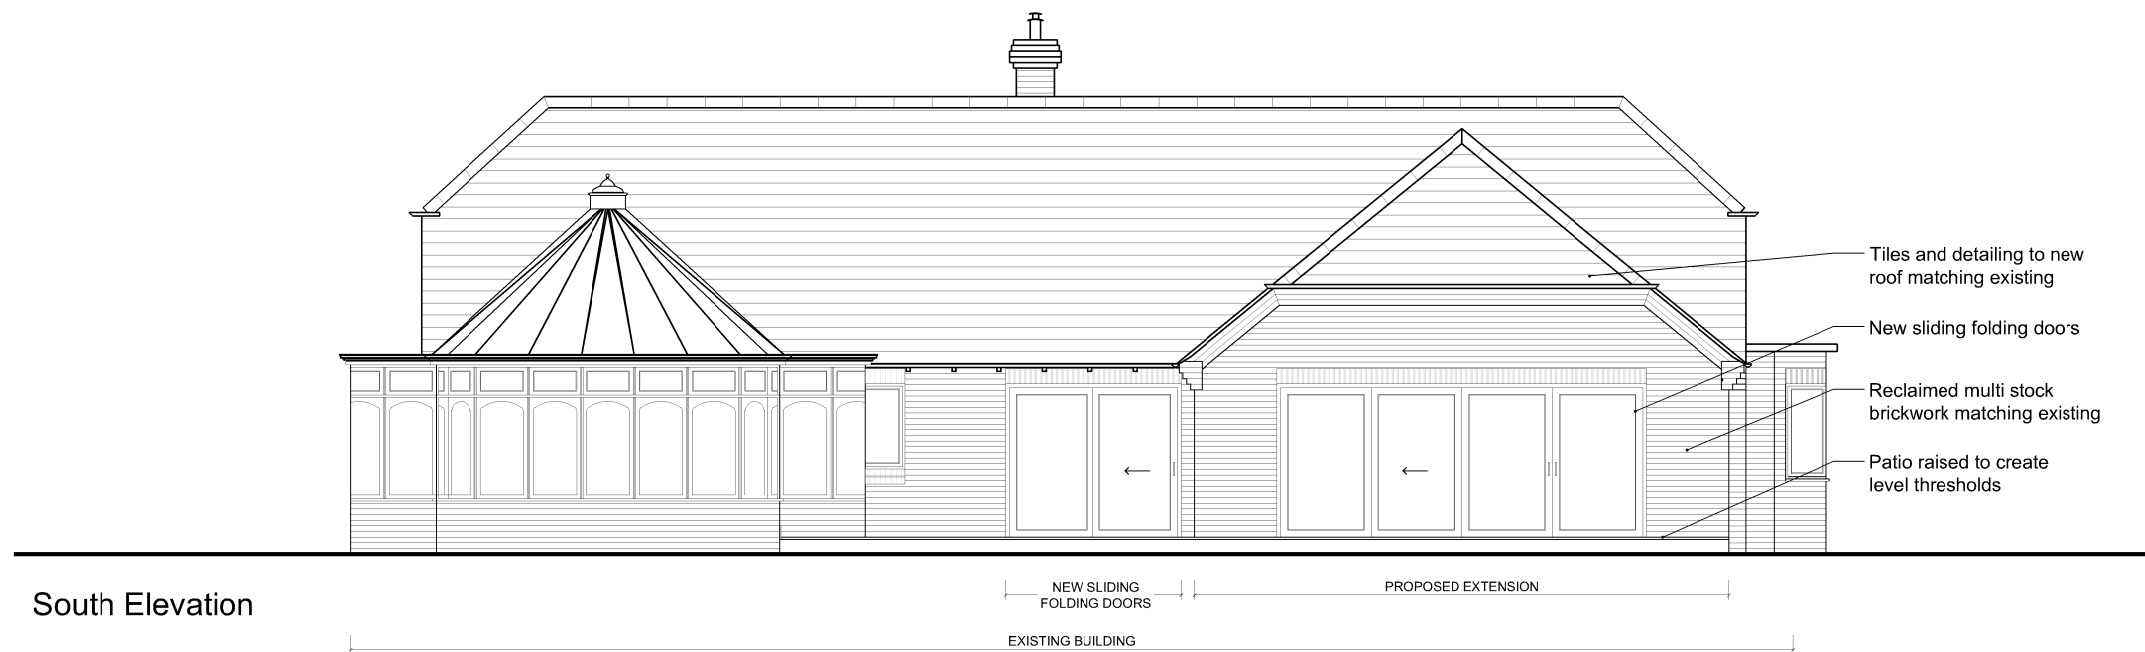 Tiles and detailing to new
roof matching existing
New sliding folding doors
Reclaimed multi stock
brickwork matching existing
Patio raised to create
level thresholds
NEW SLIDING
FOLDING DOORS
PROPOSED EXTENSION
South Elevation
EXISTING BUILDING